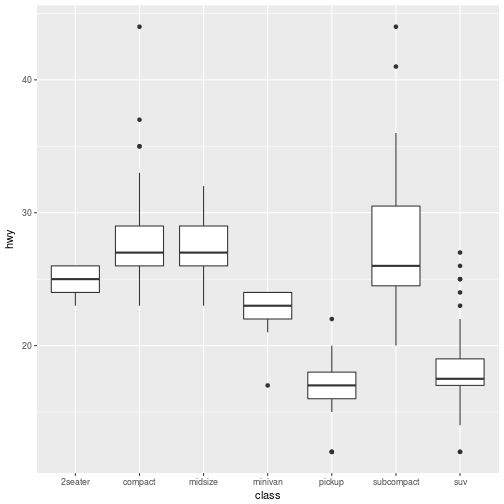 hwy
40
30
20
2seater compact midsize minivan pickup subcompact suv
class